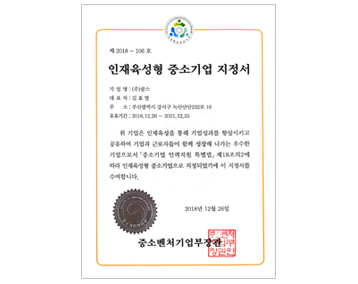 제 2018 - 106 호
인재육성형 중소기업 지정서
기 업 명 : (주)콜스
대 표 자 : 김 효 영
주 소 : 부산광역시 강서구 녹산산단232로 16
유효기간 : 2018.12.26 ~ 2021.12.25
위 기업은 인재육성을 통해 기업성과를 향상시키고
공유하여 기업과 근로자들이 함께 성장해 나가는 우수한
기업으로서 「중소기업 인력지원 특별법」 제18조의2에
따라 인재육성형 중소기업으로 지정되었기에 이 지정서를
수여합니다.
2018년 12월 26일
중소벤처기업부장관